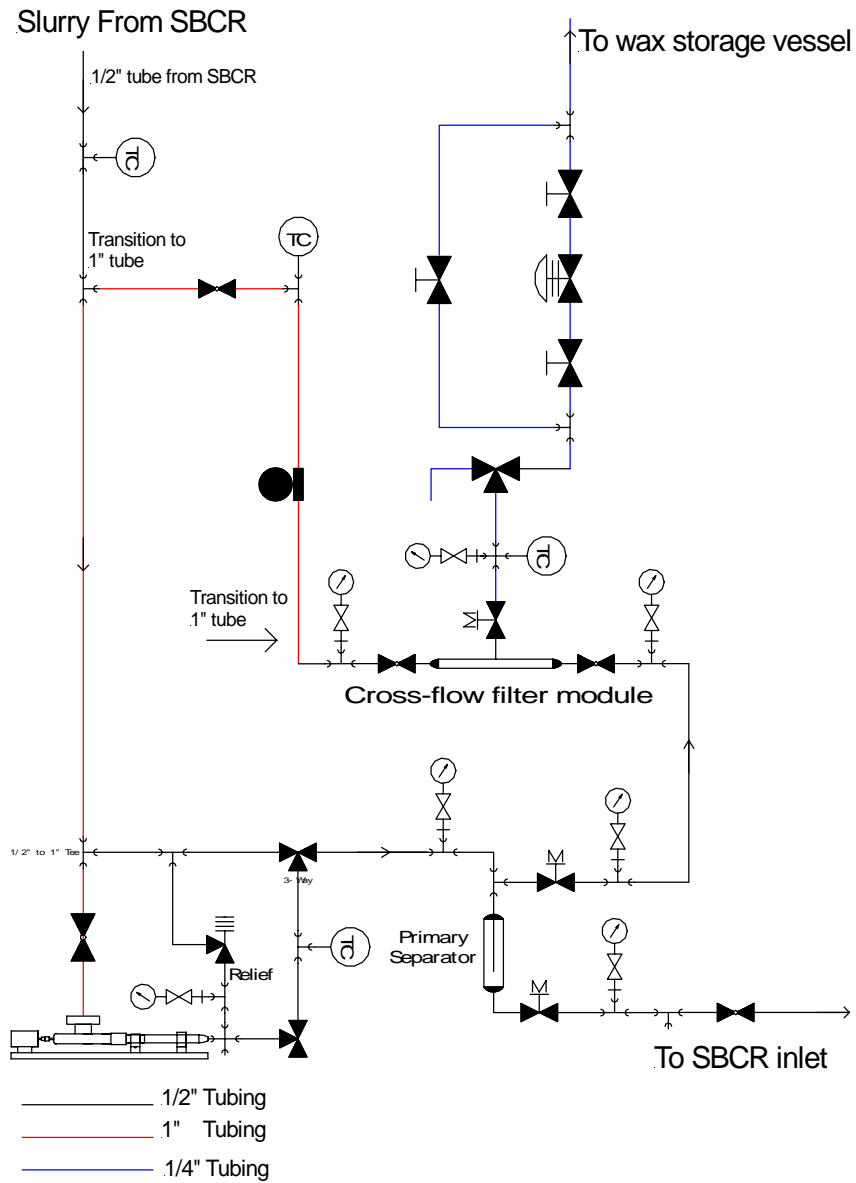 Slurry From SBCR
To wax storage vessel
1/2" tube from SBCR
TC
Transition to
1" tube
TC
TC
Transition to
1" tube
M
Cross-flow filter module
1/2" to 1" Tee
3- Way
M
TC
Primary
Separator
Relief
M
To SBCR inlet
1/2" Tubing
1" Tubing
1/4" Tubing